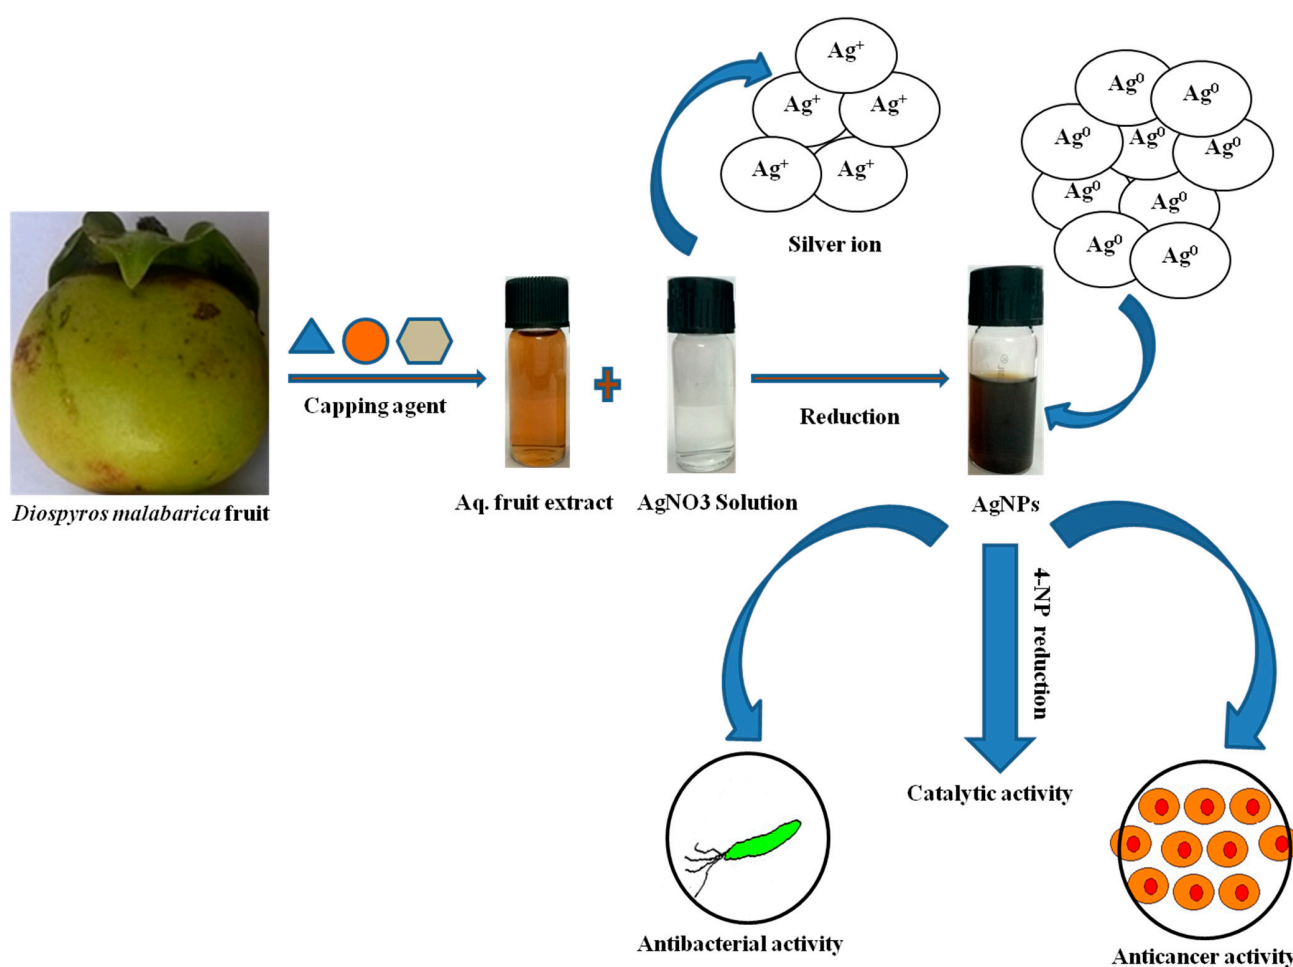 Ag⁺
Ag⁺ Ag⁺
Ag⁺ Ag⁺
Silver ion
Ag⁰ Ag⁰
Ag⁰ Ag⁰ Ag⁰
Ag⁰ Ag⁰
Ag⁰ Ag⁰
Capping agent
Reduction
Diospyros malabarica fruit
Aq. fruit extract
AgNO3 Solution
AgNPs
4-NP reduction
Catalytic activity
Antibacterial activity
Anticancer activity